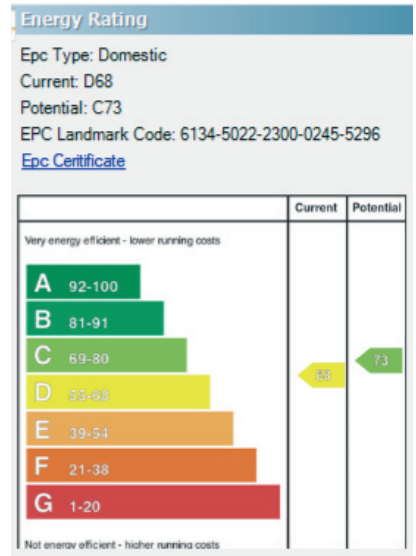 Energy Rating
Epc Type: Domestic
Current: D68
Potential: C73
EPC Landmark Code: 6134-5022-2300-0245-5296
Epc Ceritificate
Current Potential
Very energy efficient - lower running costs
A 92-100
B 81-91
C 69-80
73
68
D 55-68
E 39-54
F 21-38
G 1-20
Not energy efficient - higher running costs